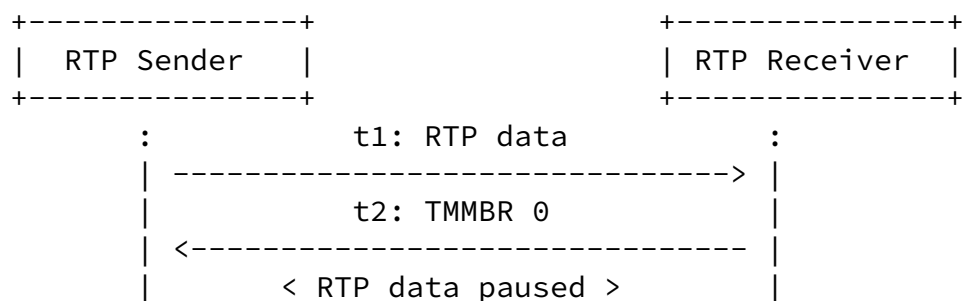 +---------------+                   +---------------+
|  RTP Sender   |                   | RTP Receiver  |
+---------------+                   +---------------+
       :           t1: RTP data           :
       | -------------------------------> |
       |           t2: TMMBR 0            |
       | <------------------------------- |
       |       < RTP data paused >        |